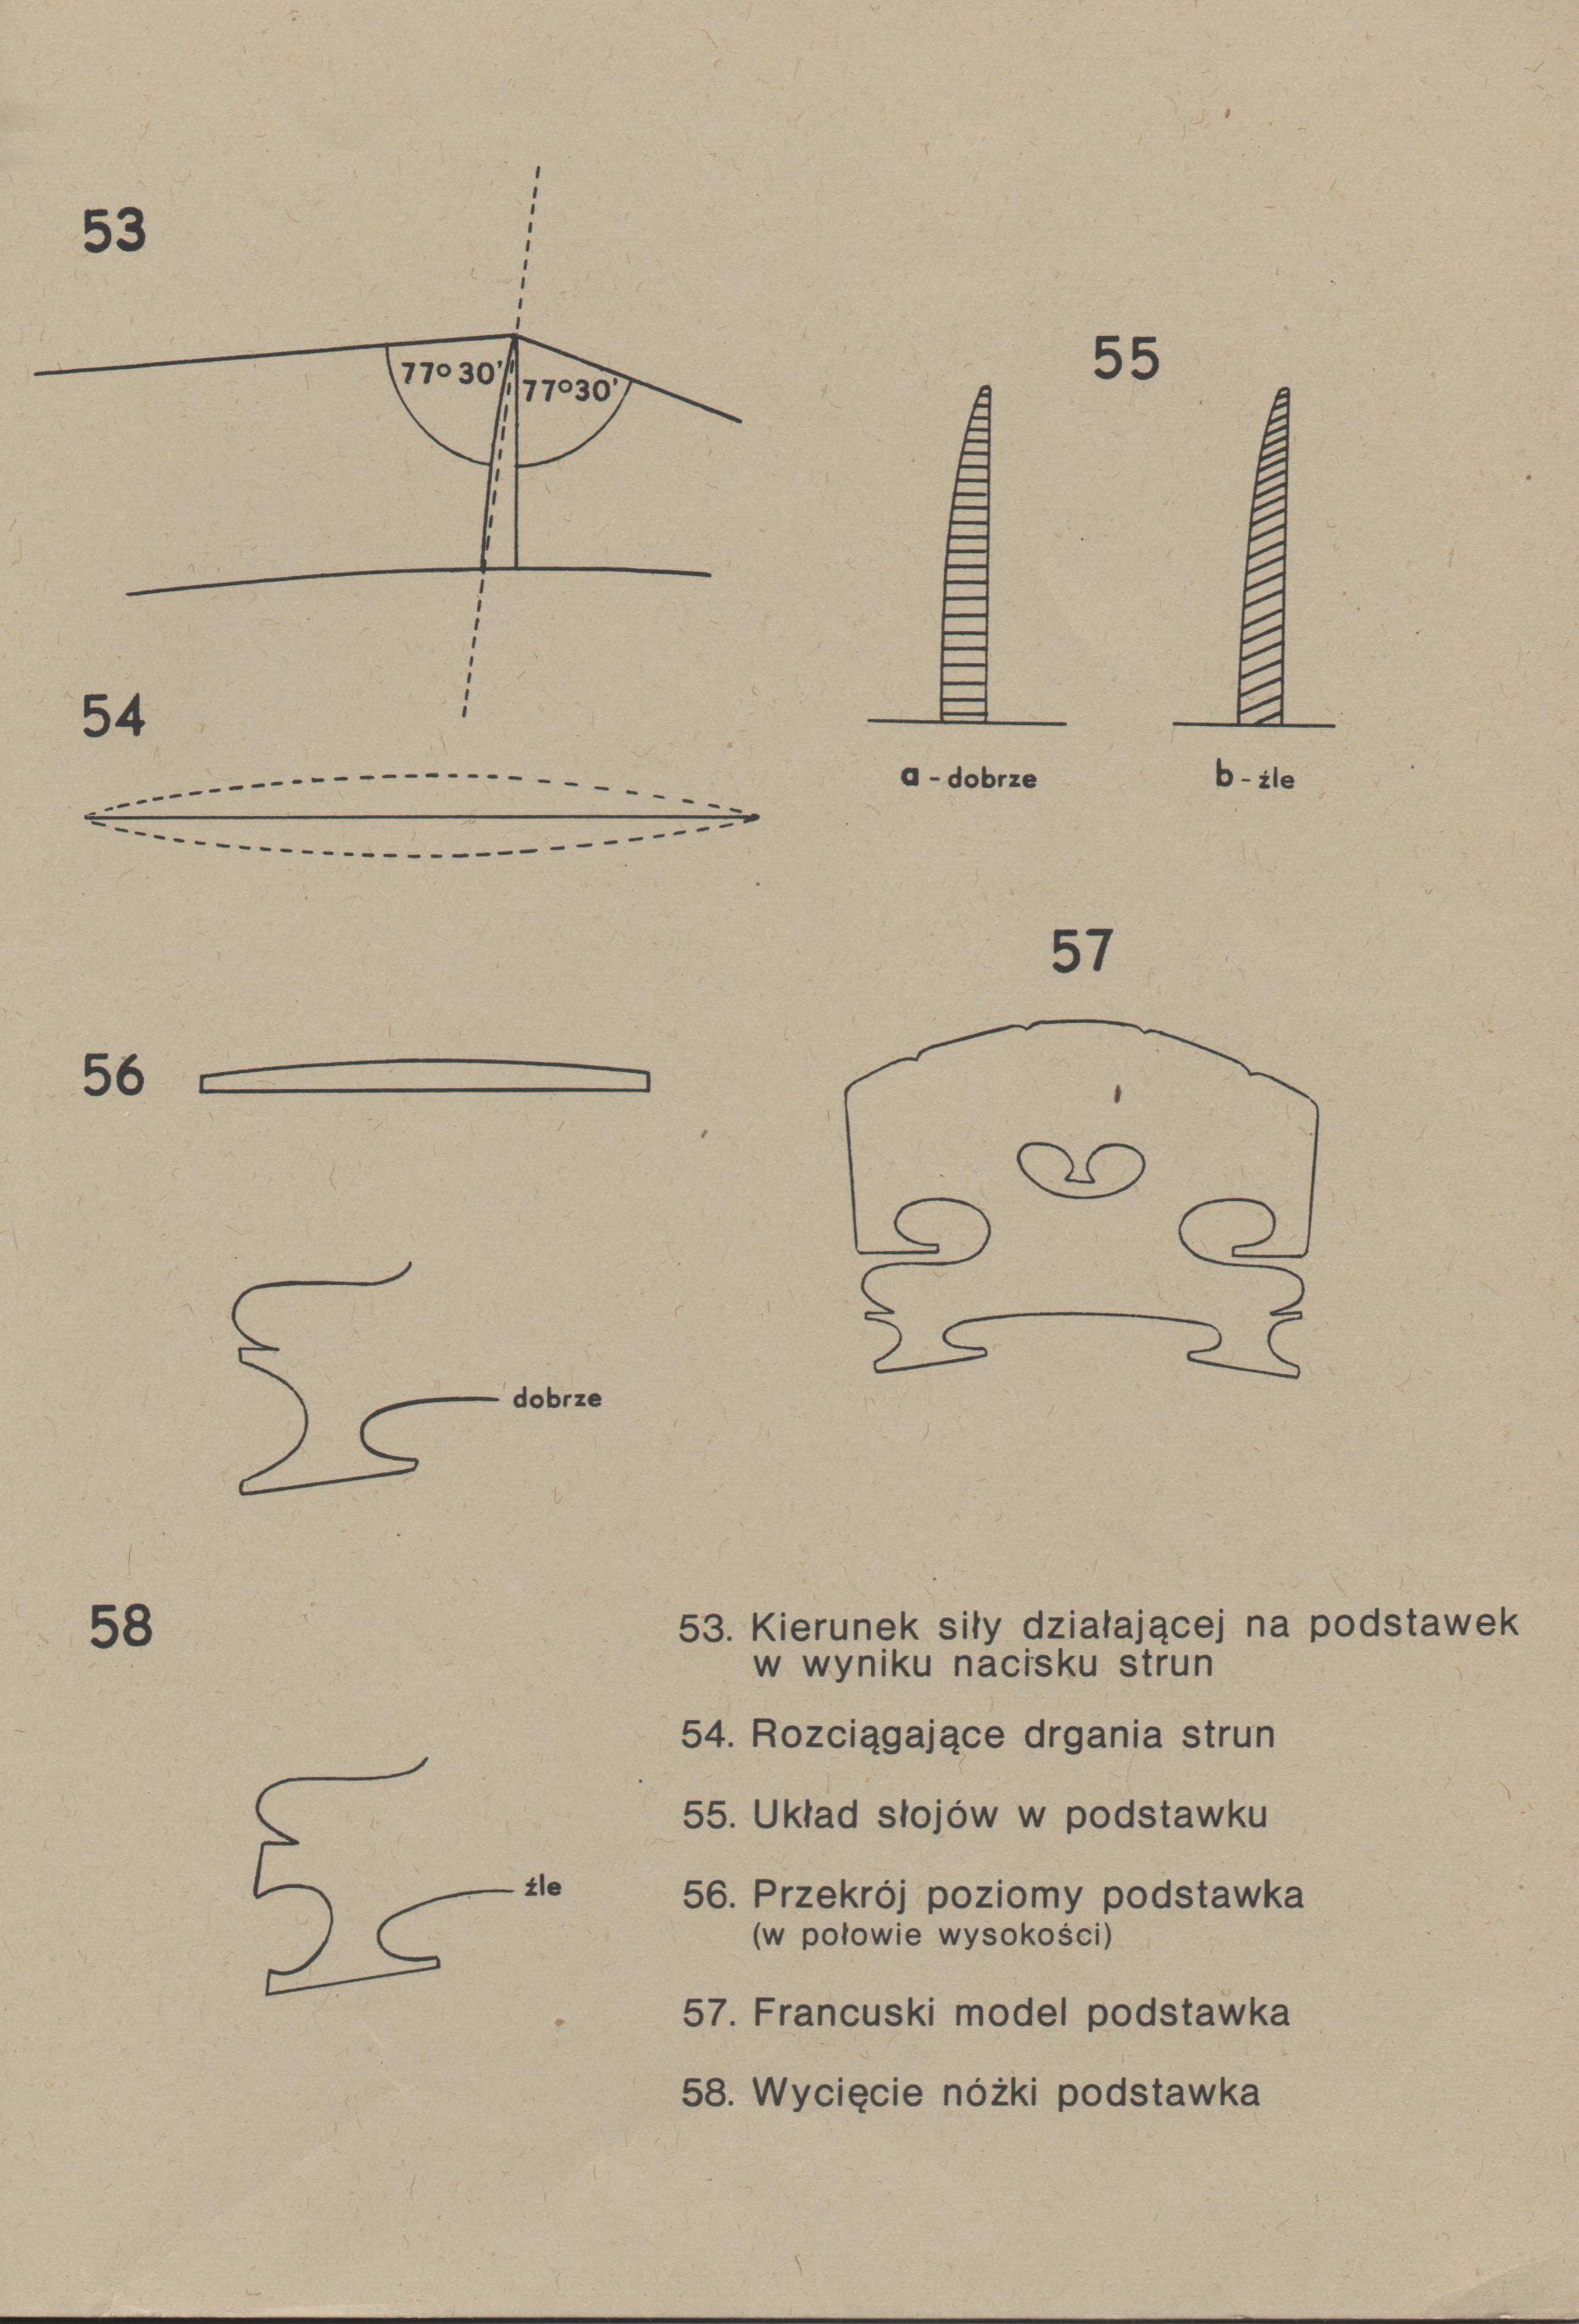 53
77° 30'
77°30'
55
54
a - dobrze
b - źle
57
56
dobrze
58
źle
53. Kierunek siły działającej na podstawek
w wyniku nacisku strun
54. Rozciągające drgania strun
55. Układ słojów w podstawku
56. Przekrój poziomy podstawka
(w połowie wysokości)
57. Francuski model podstawka
58. Wycięcie nóżki podstawka